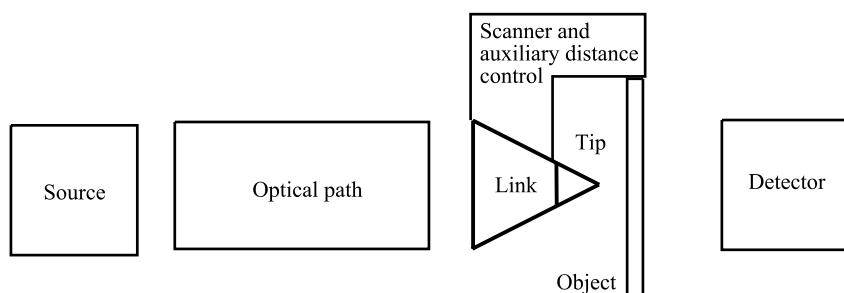 Scanner and
auxiliary distance
control
Tip
Source
Optical path
Link
Detector
Object